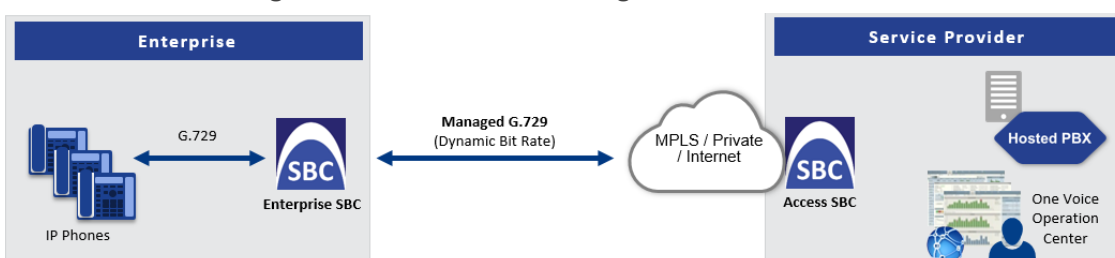 Enterprise
Service Provider
G.729
Managed G.729
(Dynamic Bit Rate)
MPLS / Private
/ Internet
Hosted PBX
SBC
SBC
Enterprise SBC
Access SBC
IP Phones
One Voice
Operation
Center